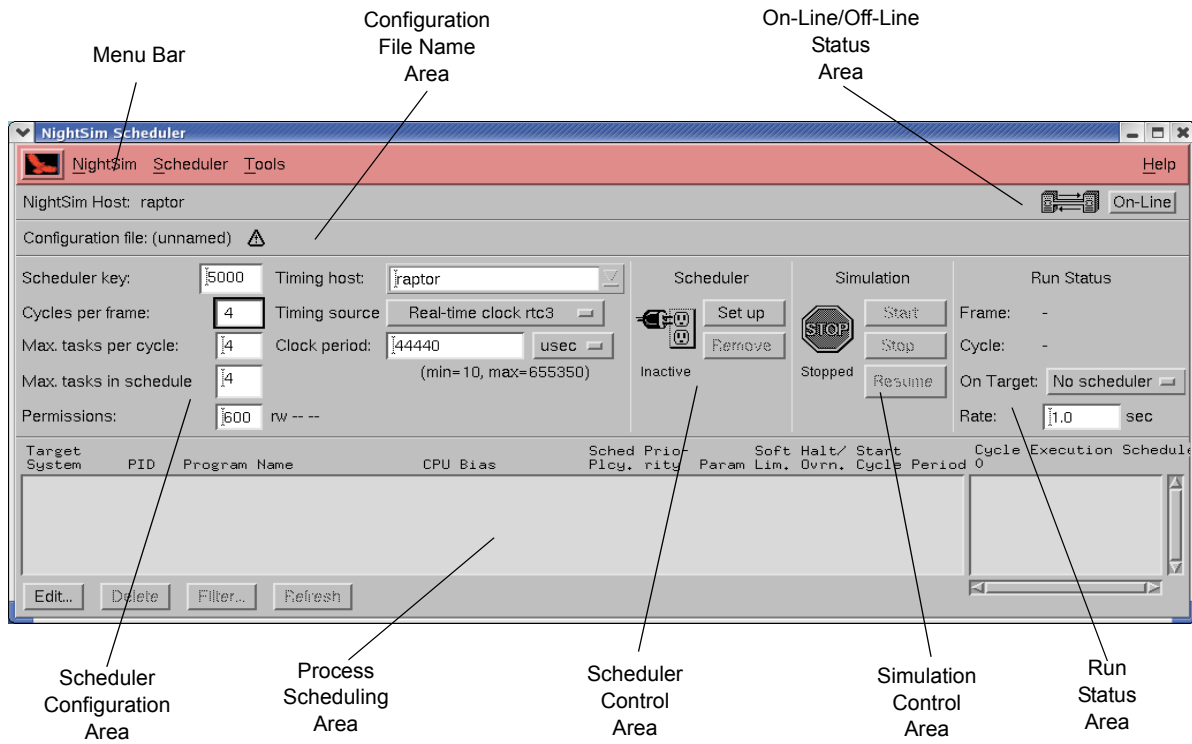 Menu Bar
Configuration
File Name
Area
On-Line/Off-Line
Status
Area
NightSim Scheduler
NightSim Scheduler Tools Help
NightSim Host: raptor On-Line
Configuration file: (unnamed)
Scheduler key: 5000 Timing host: raptor Scheduler Simulation Run Status
Cycles per frame: 4 Timing source Real-time clock rtc3 Set up STOP Start Frame: -
Max. tasks per cycle: 4 Clock period: 44440 usec Remove Stop Cycle: -
(min=10, max=655350) Inactive Stopped
Max. tasks in schedule 4 Resume On Target: No scheduler
Permissions: 600 rw -- -- Rate: 1.0 sec
Target Sched Prio- Soft Halt/ Start Cycle Execution Schedule
System PID Program Name CPU Bias Plcy. rity Param Lim. Ovrn. Cycle Period 0
Edit... Delete Filter... Refresh
Scheduler
Configuration
Area
Process
Scheduling
Area
Scheduler
Control
Area
Simulation
Control
Area
Run
Status
Area